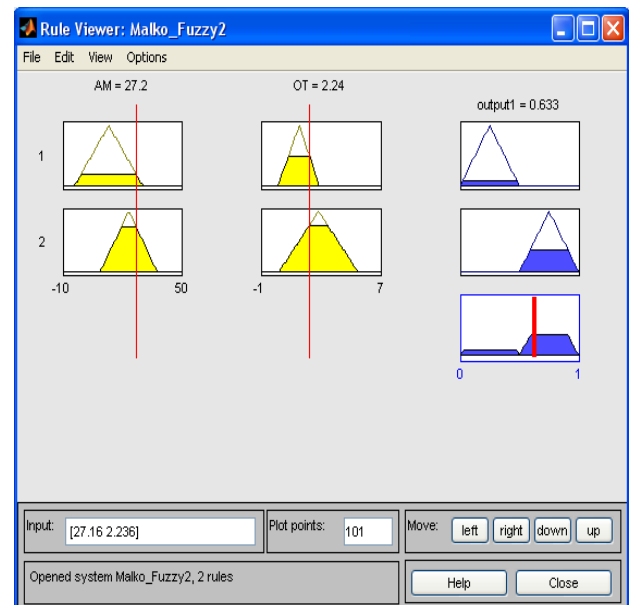 Rule Viewer: Malko_Fuzzy2
File Edit View Options
AM = 27.2
OT = 2.24
output1 = 0.633
1
2
-10 50
-1 7
0 1
Input: [27.16 2.236]
Plot points: 101
Move: left right down up
Opened system Malko_Fuzzy2, 2 rules
Help Close